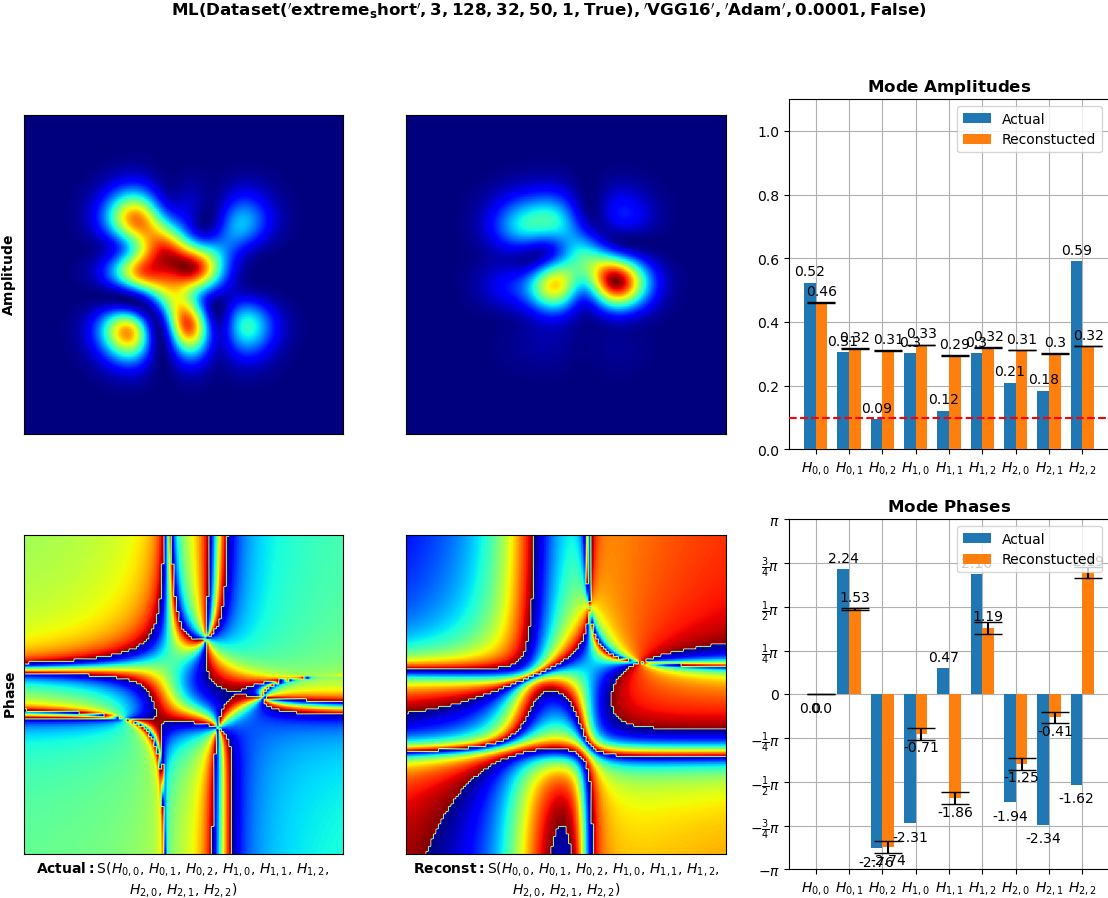 ML(Dataset('extreme_short', 3, 128, 32, 50, 1, True), 'VGG16', 'Adam', 0.0001, False)
Amplitude
Mode Amplitudes
Actual
Reconstucted
1.0
0.8
0.6
0.4
0.2
0.0
0.52
0.46
0.31
0.32
0.09
0.31
0.3
0.33
0.12
0.29
0.3
0.32
0.21
0.31
0.18
0.3
0.59
0.32
H0,0 H0,1 H0,2 H1,0 H1,1 H1,2 H2,0 H2,1 H2,2
Phase
Mode Phases
Actual
Reconstucted
π
3/4π
1/2π
1/4π
0
−1/4π
−1/2π
−3/4π
−π
0.0
0.0
2.24
1.53
-2.76
-2.74
-2.31
-0.71
0.47
-1.86
1.19
-1.94
-1.25
-2.34
-0.41
-1.62
H0,0 H0,1 H0,2 H1,0 H1,1 H1,2 H2,0 H2,1 H2,2
Actual: S(H0,0, H0,1, H0,2, H1,0, H1,1, H1,2,
H2,0, H2,1, H2,2)
Reconst: S(H0,0, H0,1, H0,2, H1,0, H1,1, H1,2,
H2,0, H2,1, H2,2)